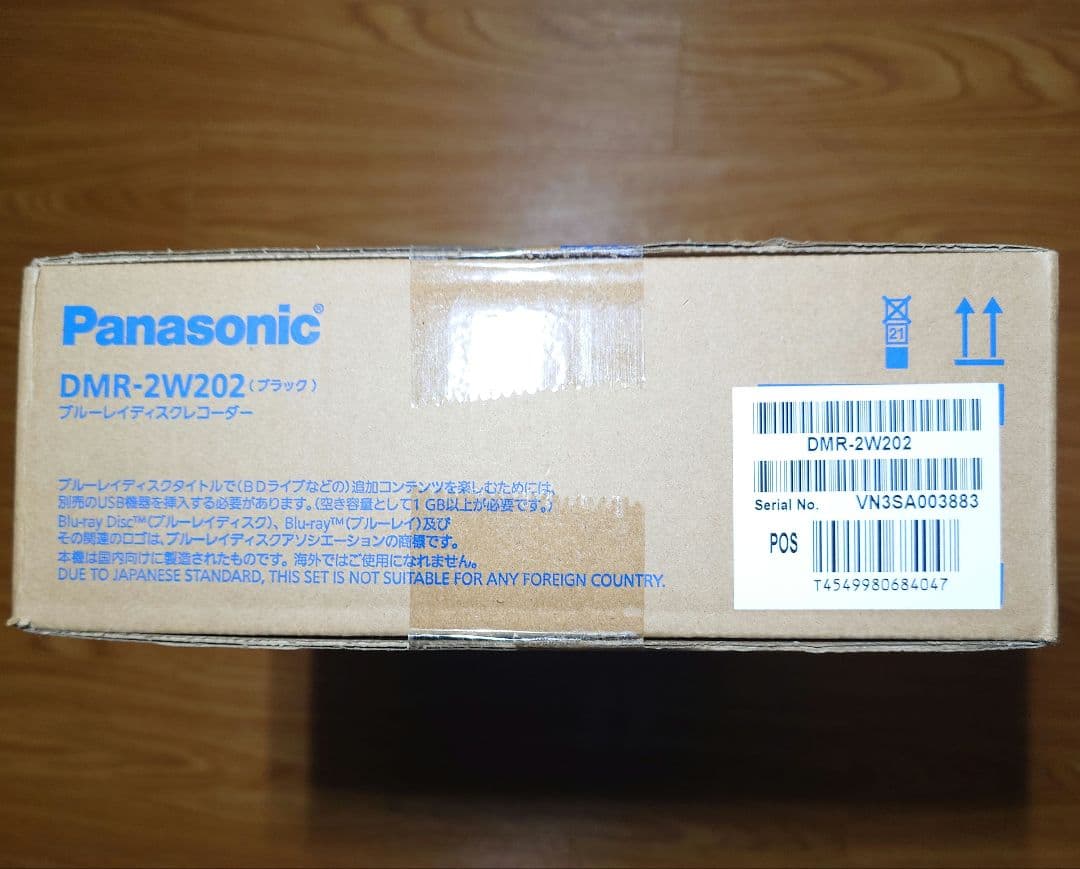 Panasonic®
DMR-2W202(ブラック)
ブルーレイディスクレコーダー
ブルーレイディスクタイトルで(BDライブなどの)追加コンテンツを楽しむためには、
別売のUSB機器を挿入する必要があります。(空き容量として1GB以上が必要です。)
Blu-ray Disc™(ブルーレイディスク)、Blu-ray™(ブルーレイ)及び
その関連のロゴは、ブルーレイディスクアソシエーションの商標です。
本機は国内向けに製造されたものです。海外ではご使用になれません。
DUE TO JAPANESE STANDARD, THIS SET IS NOT SUITABLE FOR ANY FOREIGN COUNTRY.
21
DMR-2W202
Serial No. VN3SA003883
POS
T4549980684047